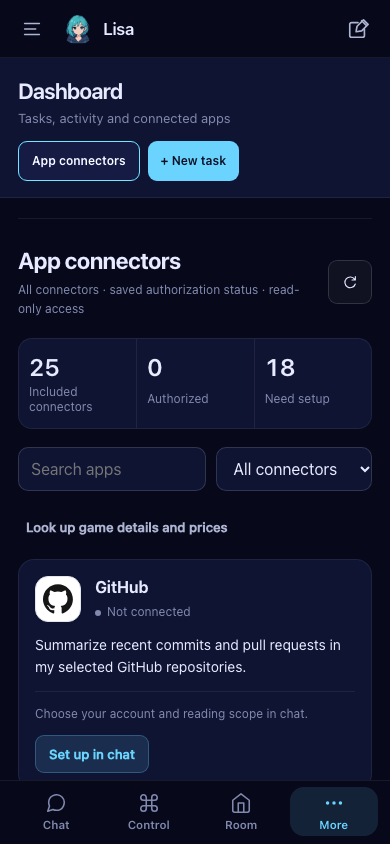 Lisa
Dashboard
Tasks, activity and connected apps
App connectors
+ New task
App connectors
All connectors · saved authorization status · read-
only access
25
Included
connectors
0
Authorized
18
Need setup
Search apps
All connectors
Look up game details and prices
GitHub
Not connected
Summarize recent commits and pull requests in
my selected GitHub repositories.
Choose your account and reading scope in chat.
Set up in chat
Chat
Control
Room
More